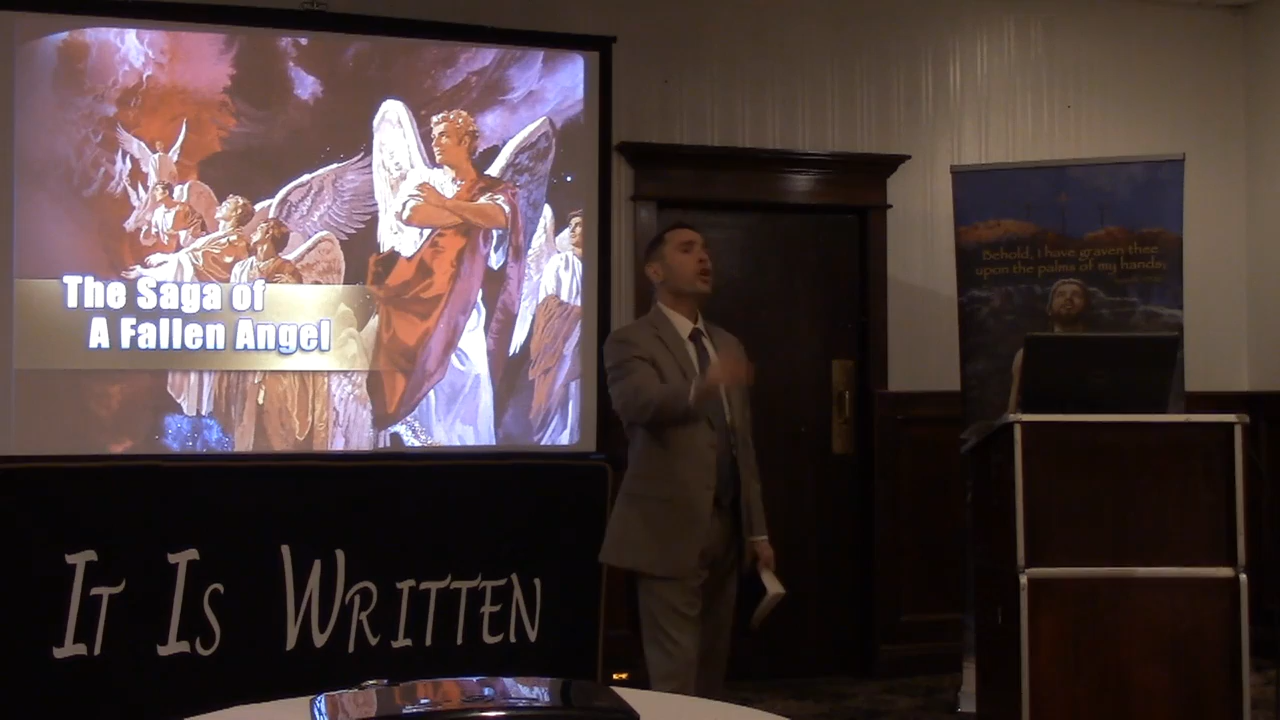 The Saga of
A Fallen Angel
Behold, I have graven thee
upon the palms of my hands;
IT IS WRITTEN